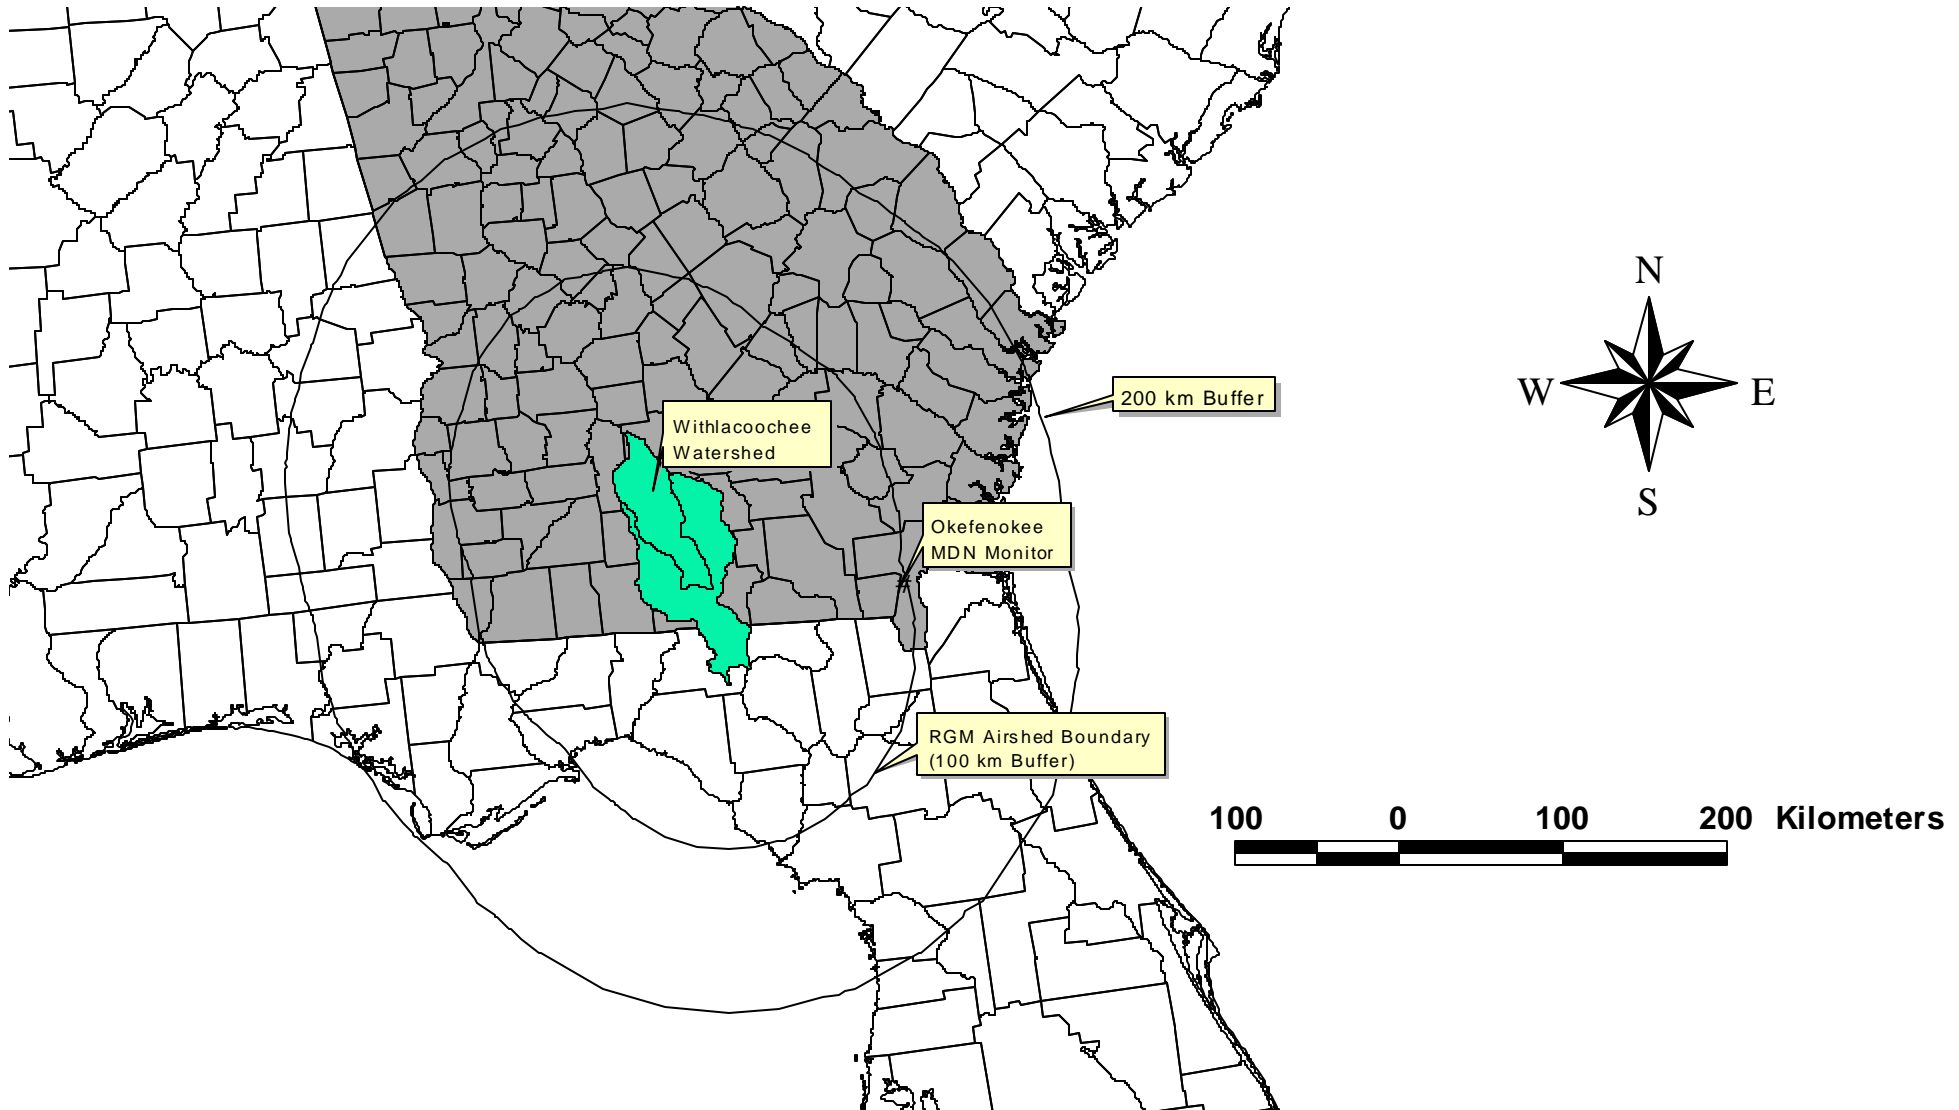 N
W
E
S
200 km Buffer
Withlacoochee
Watershed
Okefenokee
MDN Monitor
RGM Airshed Boundary
(100 km Buffer)
100 0 100 200 Kilometers